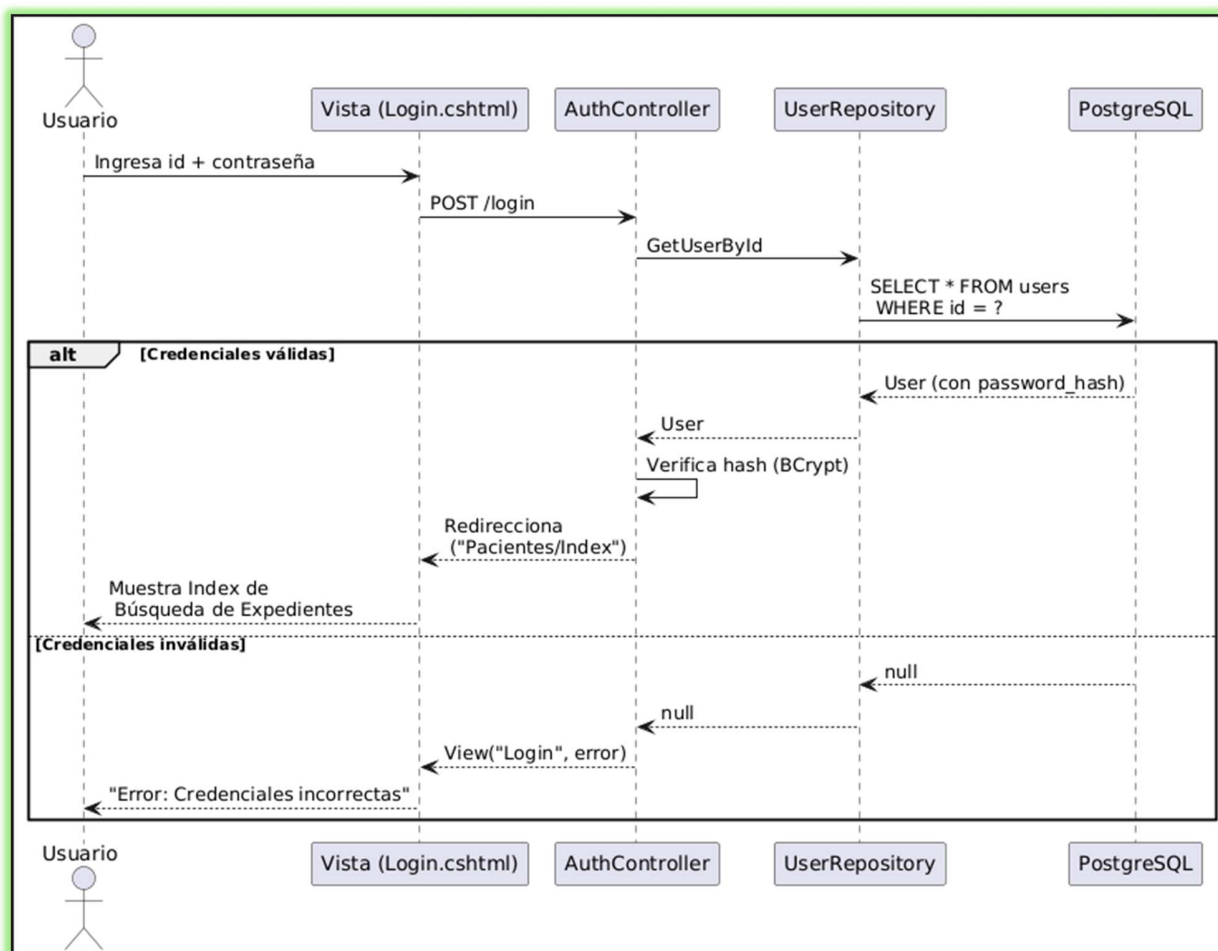 Usuario
Vista (Login.cshtml)
AuthController
UserRepository
PostgreSQL
Ingresa id + contraseña
POST /login
GetUserById
SELECT * FROM users
WHERE id = ?
alt
[Credenciales válidas]
User (con password_hash)
User
Verifica hash (BCrypt)
Redirecciona
("Pacientes/Index")
Muestra Index de
Búsqueda de Expedientes
[Credenciales inválidas]
null
null
View("Login", error)
"Error: Credenciales incorrectas"
Usuario
Vista (Login.cshtml)
AuthController
UserRepository
PostgreSQL